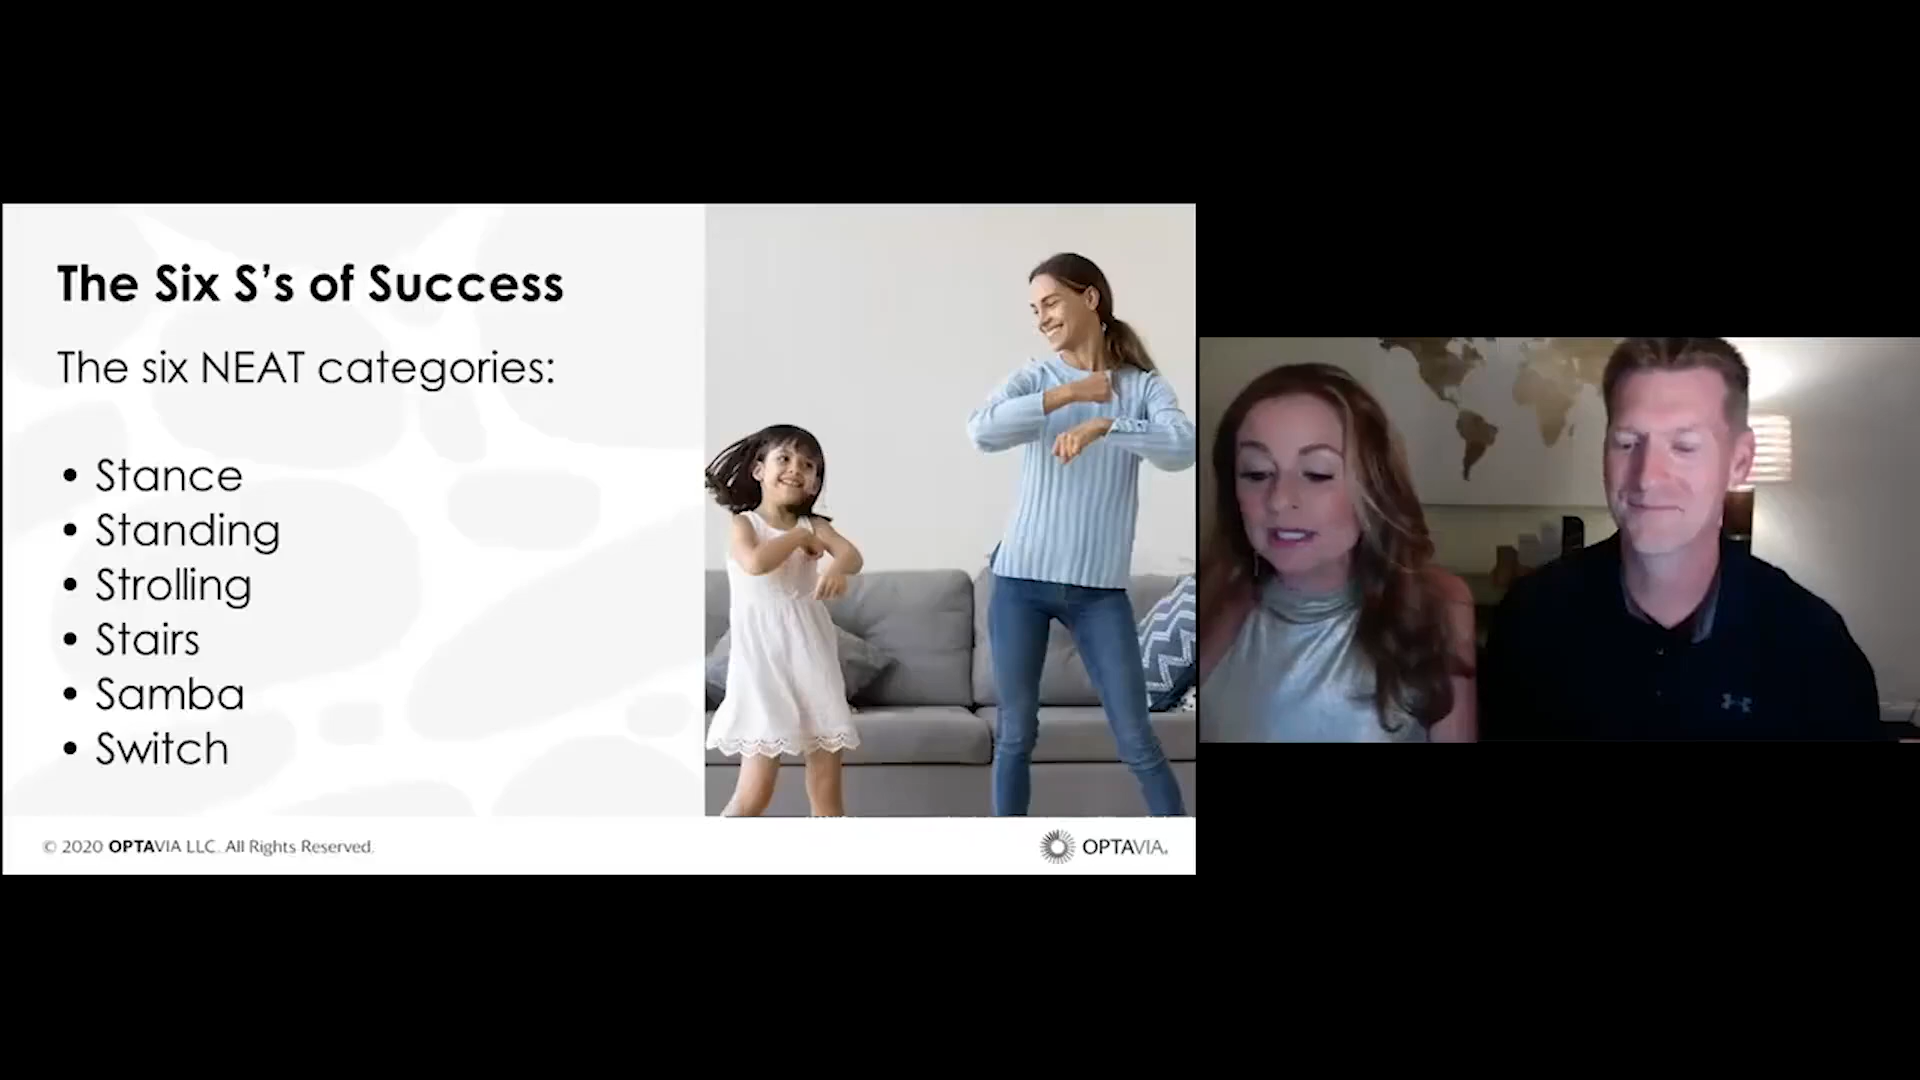 The Six S’s of Success
The six NEAT categories:
• Stance
• Standing
• Strolling
• Stairs
• Samba
• Switch
© 2020 OPTAVIA LLC. All Rights Reserved.
OPTAVIA®